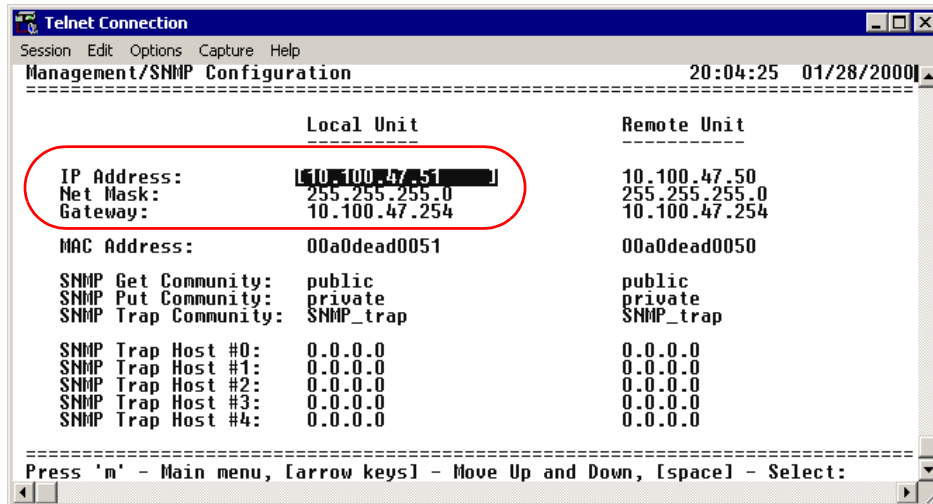 Telnet Connection
Session Edit Options Capture Help
Management/SNMP Configuration 20:04:25 01/28/2000
================================================================================
Local Unit Remote Unit
---------- -----------
IP Address: [10.100.47.51 ] 10.100.47.50
Net Mask: 255.255.255.0 255.255.255.0
Gateway: 10.100.47.254 10.100.47.254
MAC Address: 00a0dead0051 00a0dead0050
SNMP Get Community: public public
SNMP Put Community: private private
SNMP Trap Community: SNMP_trap SNMP_trap
SNMP Trap Host #0: 0.0.0.0 0.0.0.0
SNMP Trap Host #1: 0.0.0.0 0.0.0.0
SNMP Trap Host #2: 0.0.0.0 0.0.0.0
SNMP Trap Host #3: 0.0.0.0 0.0.0.0
SNMP Trap Host #4: 0.0.0.0 0.0.0.0
================================================================================
Press 'm' - Main menu, [arrow keys] - Move Up and Down, [space] - Select: